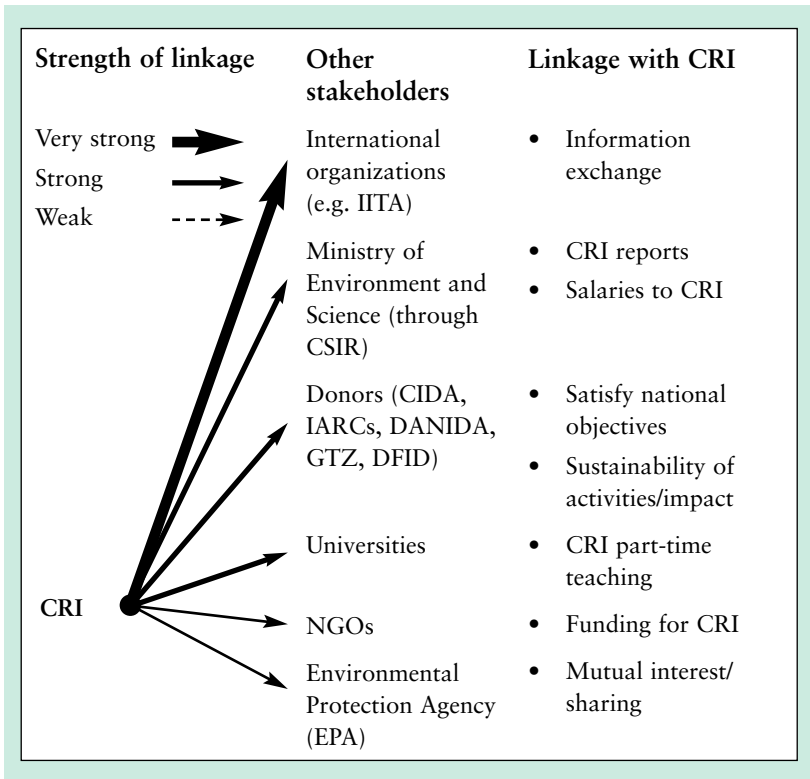 Strength of linkage
Other
stakeholders
Linkage with CRI
Very strong
Strong
Weak
International
organizations
(e.g. IITA)
• Information
exchange
Ministry of
Environment and
Science (through
CSIR)
• CRI reports
• Salaries to CRI
Donors (CIDA,
IARCs, DANIDA,
GTZ, DFID)
• Satisfy national
objectives
• Sustainability of
activities/impact
Universities
• CRI part-time
teaching
CRI
NGOs
• Funding for CRI
Environmental
Protection Agency
(EPA)
• Mutual interest/
sharing